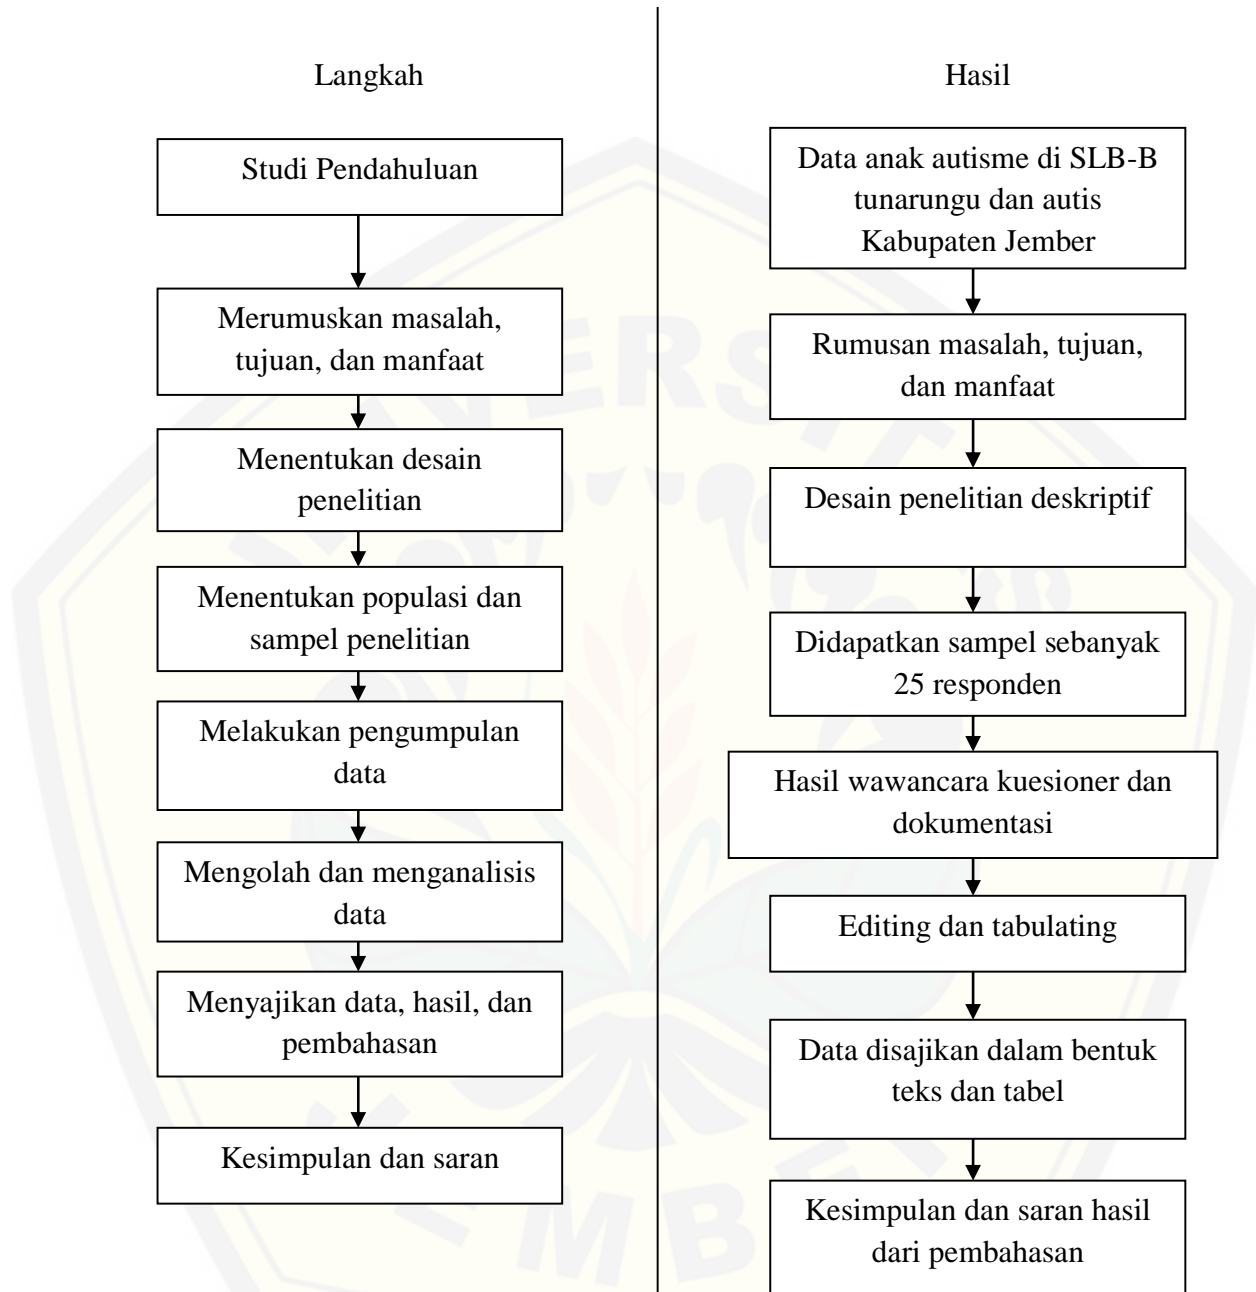 Langkah
Studi Pendahuluan
Merumuskan masalah,
tujuan, dan manfaat
Menentukan desain
penelitian
Menentukan populasi dan
sampel penelitian
Melakukan pengumpulan
data
Mengolah dan menganalisis
data
Menyajikan data, hasil, dan
pembahasan
Kesimpulan dan saran
Hasil
Data anak autisme di SLB-B
tunarungu dan autis
Kabupaten Jember
Rumusan masalah, tujuan,
dan manfaat
Desain penelitian deskriptif
Didapatkan sampel sebanyak
25 responden
Hasil wawancara kuesioner dan
dokumentasi
Editing dan tabulating
Data disajikan dalam bentuk
teks dan tabel
Kesimpulan dan saran hasil
dari pembahasan